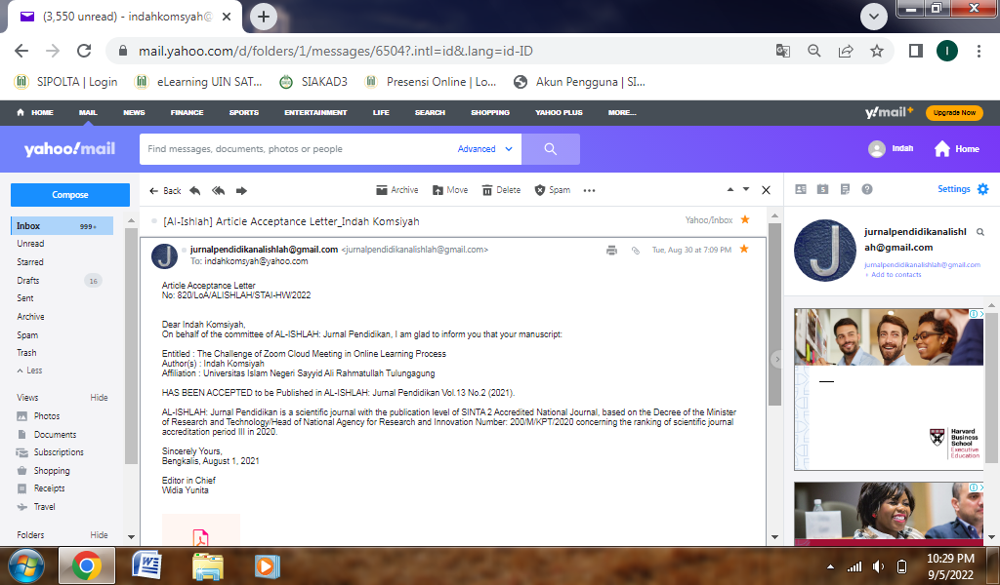 (3,550 unread) - indahkomsyah@
mail.yahoo.com/d/folders/1/messages/6504?.intl=id&.lang=id-ID
I
SIPOLTA | Login
eLearning UIN SAT...
SIAKAD3
Presensi Online | Lo...
Akun Pengguna | SI...
HOME MAIL NEWS FINANCE SPORTS ENTERTAINMENT LIFE SEARCH SHOPPING YAHOO PLUS MORE...
y!mail+
Upgrade Now
yahoo!mail
Find messages, documents, photos or people
Advanced
Indah
Home
Compose
Back
Archive
Move
Delete
Spam
Settings
Inbox 999+
Unread
Starred
Drafts 16
Sent
Archive
Spam
Trash
Less
Views Hide
Photos
Documents
Subscriptions
Shopping
Receipts
Travel
Folders Hide
[Al-Ishlah] Article Acceptance Letter_Indah Komsiyah
Yahoo/Inbox
jurnalpendidikanalishlah@gmail.com <jurnalpendidikanalishlah@gmail.com>
To: indahkomsyah@yahoo.com
Tue, Aug 30 at 7:09 PM
Article Acceptance Letter
No: 820/LoA/ALISHLAH/STAI-HW/2022
Dear Indah Komsiyah,
On behalf of the committee of AL-ISHLAH: Jurnal Pendidikan, I am glad to inform you that your manuscript:
Entitled : The Challenge of Zoom Cloud Meeting in Online Learning Process
Author(s) : Indah Komsiyah
Affiliation : Universitas Islam Negeri Sayyid Ali Rahmatullah Tulungagung
HAS BEEN ACCEPTED to be Published in AL-ISHLAH: Jurnal Pendidikan Vol.13 No.2 (2021).
AL-ISHLAH: Jurnal Pendidikan is a scientific journal with the publication level of SINTA 2 Accredited National Journal, based on the Decree of the Minister
of Research and Technology/Head of National Agency for Research and Innovation Number: 200/M/KPT/2020 concerning the ranking of scientific journal
accreditation period III in 2020.
Sincerely Yours,
Bengkalis, August 1, 2021
Editor in Chief
Widia Yunita
J
jurnalpendidikanalishl
ah@gmail.com
jurnalpendidikanalishlah@gmail.com
+ Add to contacts
Harvard
Business
School
Executive
Education
10:29 PM
9/5/2022